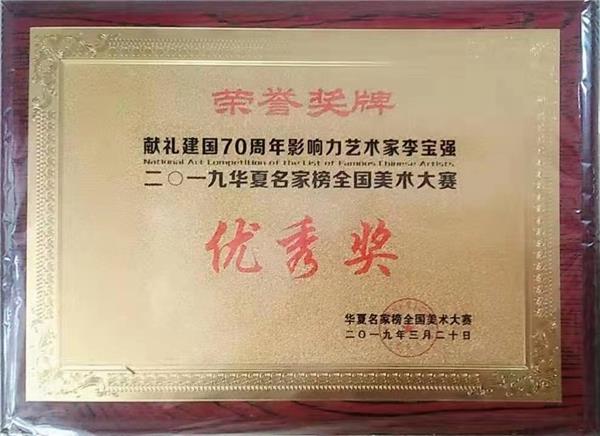 荣誉奖牌
献礼建国70周年影响力艺术家李宝强
National Art Competition of the List of Famous Chinese Artists
二〇一九华夏名家榜全国美术大赛
优秀奖
华夏名家榜全国美术大赛
二〇一九年三月二十日